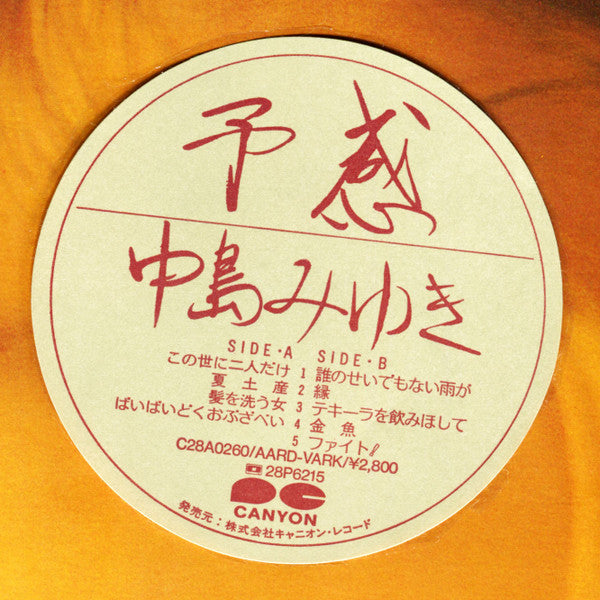 予感
中島みゆき
SIDE・A SIDE・B
この世に二人だけ 1 誰のせいでもない雨が
夏土産 2 縁
髪を洗う女 3 テキーラを飲みほして
ばいばいどくおぶざべい 4 金魚
5 ファイト!
C28A0260/AARD-VARK/¥2,800
28P6215
CANYON
発売元:株式会社キャニオン・レコード